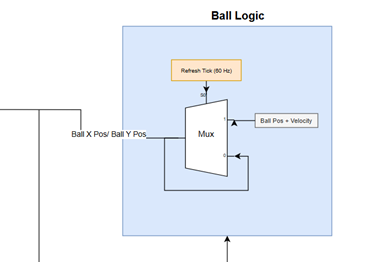 Ball Logic
Refresh Tick (60 Hz)
S0
Ball X Pos/ Ball Y Pos
Mux
1
Ball Pos + Velocity
0